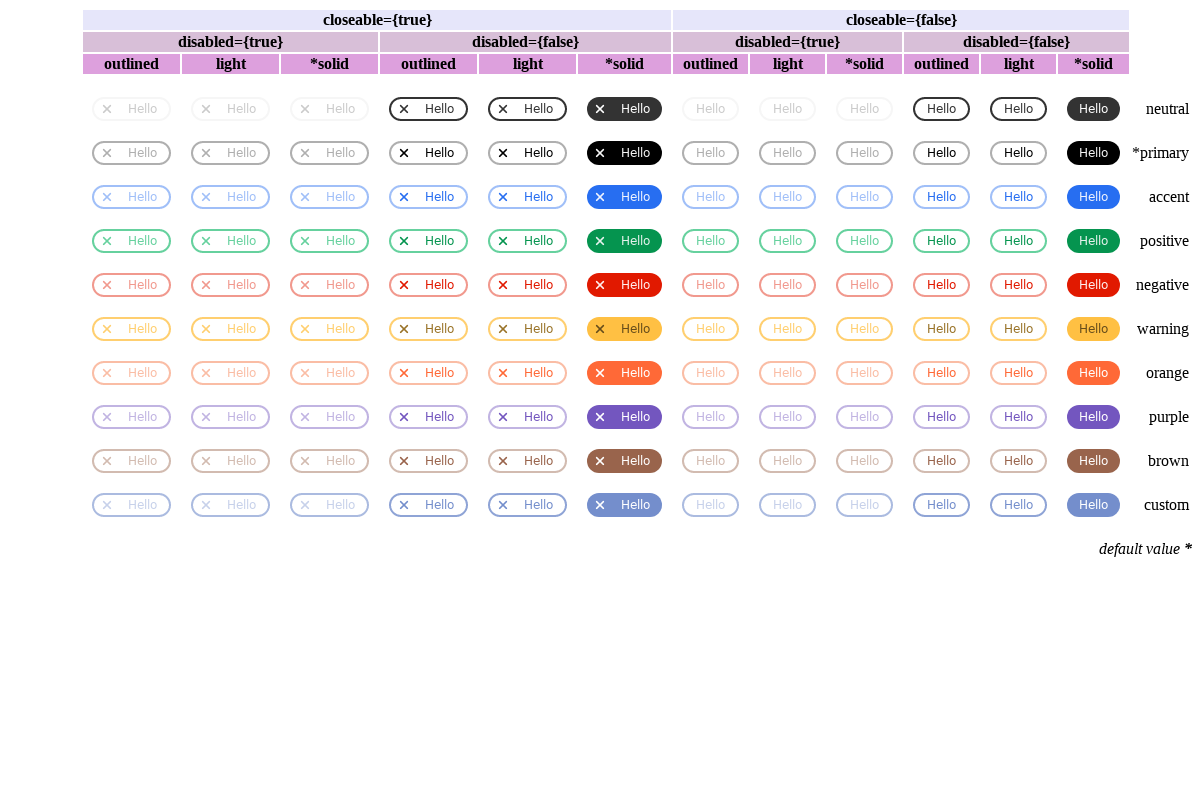 closeable={true} closeable={false}
disabled={true} disabled={false} disabled={true} disabled={false}
outlined light *solid outlined light *solid outlined light *solid outlined light *solid
Hello Hello Hello Hello Hello Hello Hello Hello Hello Hello Hello Hello neutral
Hello Hello Hello Hello Hello Hello Hello Hello Hello Hello Hello Hello *primary
Hello Hello Hello Hello Hello Hello Hello Hello Hello Hello Hello Hello accent
Hello Hello Hello Hello Hello Hello Hello Hello Hello Hello Hello Hello positive
Hello Hello Hello Hello Hello Hello Hello Hello Hello Hello Hello Hello negative
Hello Hello Hello Hello Hello Hello Hello Hello Hello Hello Hello Hello warning
Hello Hello Hello Hello Hello Hello Hello Hello Hello Hello Hello Hello orange
Hello Hello Hello Hello Hello Hello Hello Hello Hello Hello Hello Hello purple
Hello Hello Hello Hello Hello Hello Hello Hello Hello Hello Hello Hello brown
Hello Hello Hello Hello Hello Hello Hello Hello Hello Hello Hello Hello custom
default value *